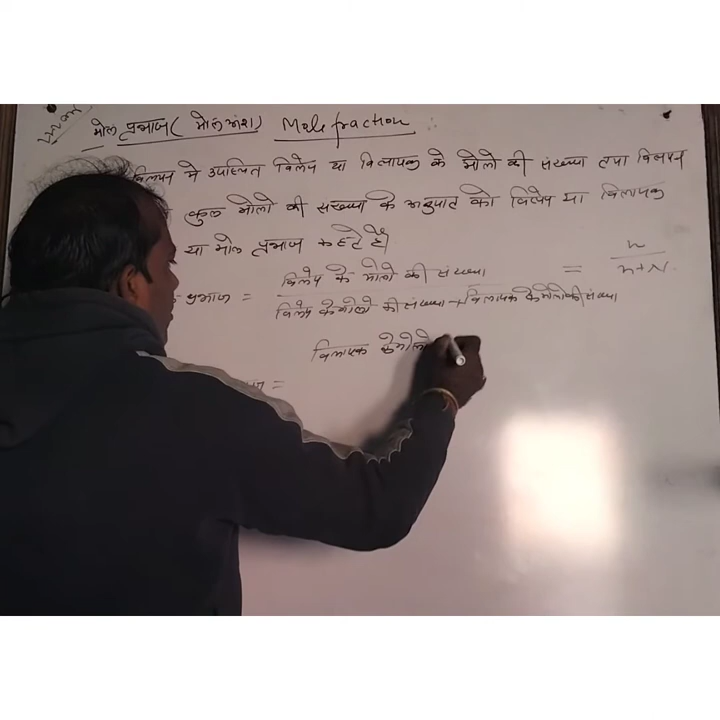 मोल प्रभाज ( मोल अंश) Mole fraction
विलयन मे उपस्थित विलेय या विलायक के मोलो की संख्या तथा विलयन
कुल मोलो की संख्या के अनुपात को विलेय या विलायक
या मोल प्रभाज कहते है।
प्रभाज = विलेय के मोलो की संख्या = n
विलेय के मोलो की संख्या + विलायक के मोलो की संख्या n+N
विलायक के मोलो
=